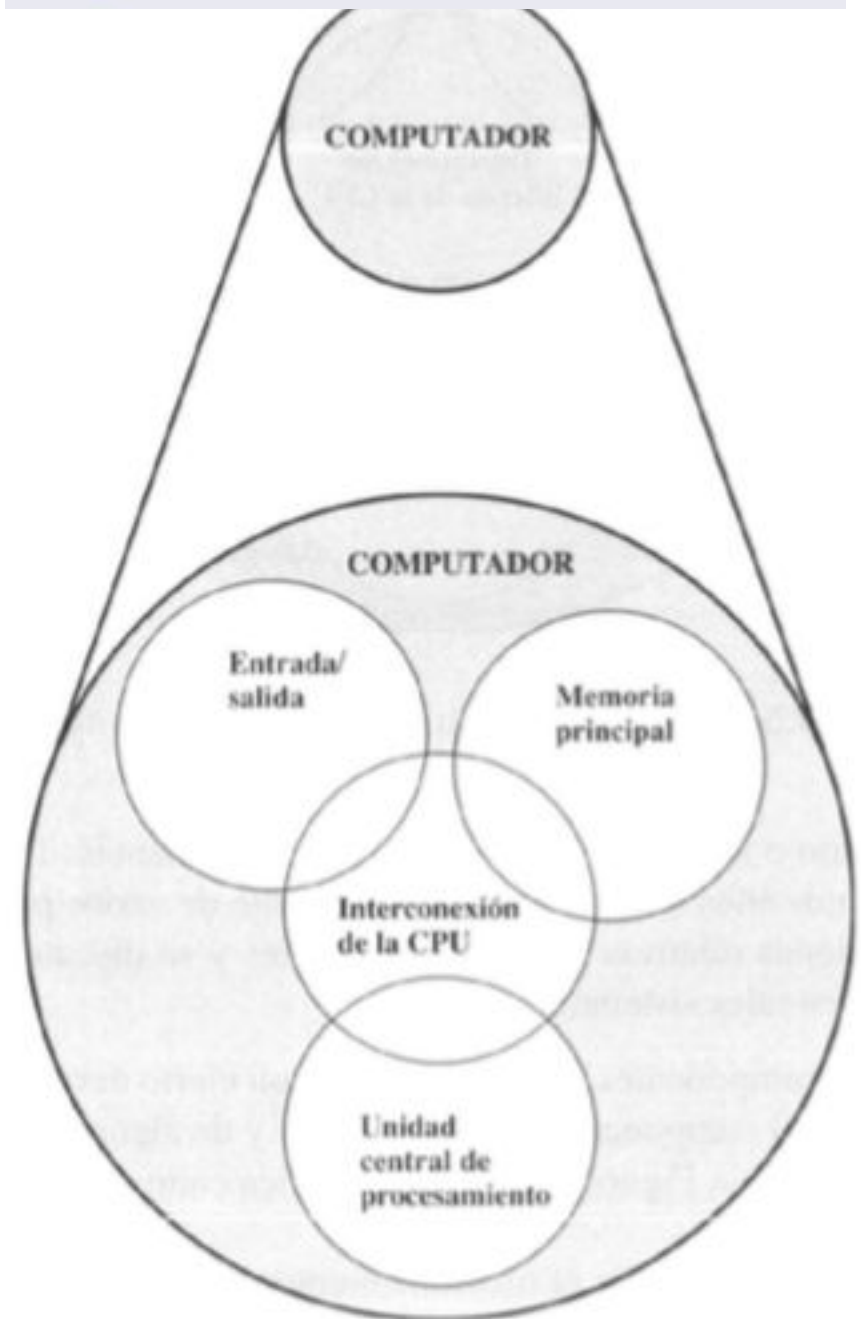 COMPUTADOR
COMPUTADOR
Entrada/
salida
Memoria
principal
Interconexión
de la CPU
Unidad
central de
procesamiento